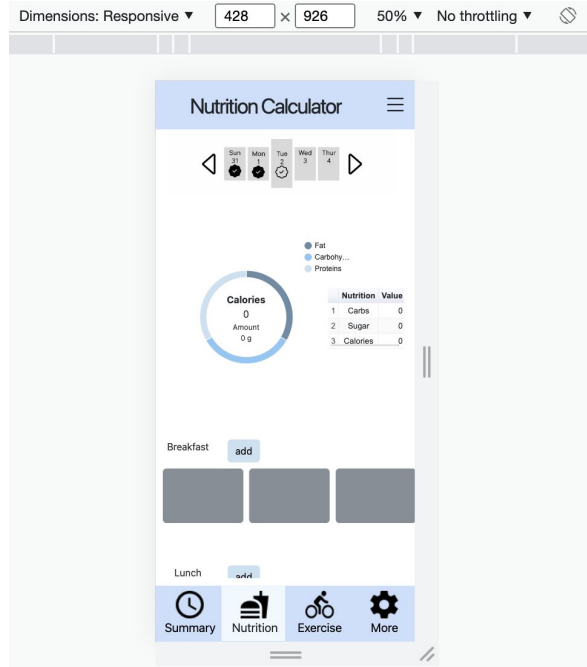 Dimensions: Responsive ▼ 428 × 926 50% ▼ No throttling ▼
Nutrition Calculator
Sun Mon Tue Wed Thur
31 1 2 3 4
Fat
Carbohy...
Proteins
Calories
0
Amount
0 g
Nutrition Value
1 Carbs 0
2 Sugar 0
3 Calories 0
Breakfast add
Lunch add
Summary Nutrition Exercise More